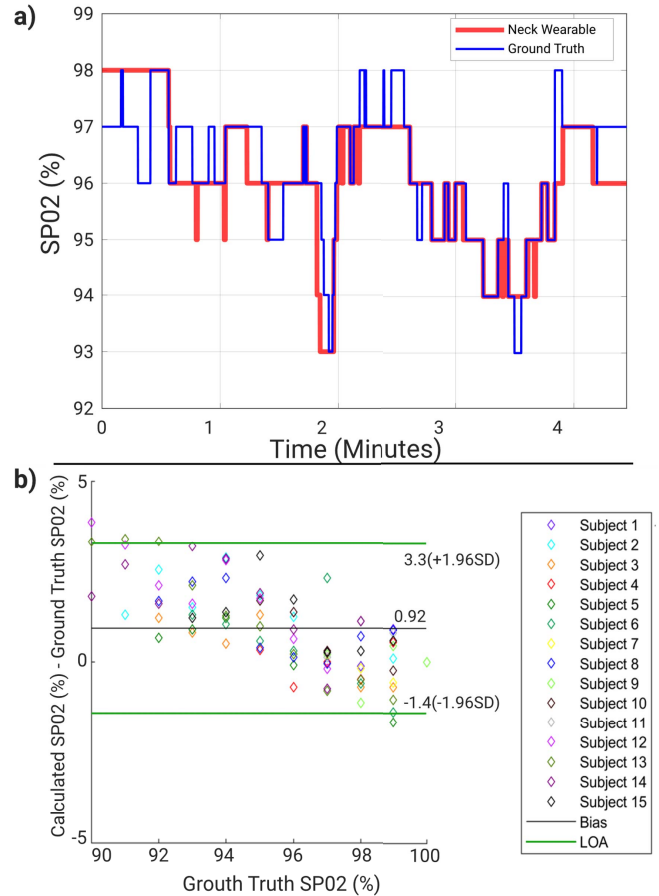 a)
99
98
97
96
95
94
93
92
SP02 (%)
Neck Wearable
Ground Truth
0
1
2
3
4
Time (Minutes)
b)
5
0
-5
Calculated SP02 (%) - Ground Truth SP02 (%)
3.3(+1.96SD)
0.92
-1.4(-1.96SD)
90
92
94
96
98
100
Grouth Truth SP02 (%)
Subject 1
Subject 2
Subject 3
Subject 4
Subject 5
Subject 6
Subject 7
Subject 8
Subject 9
Subject 10
Subject 11
Subject 12
Subject 13
Subject 14
Subject 15
Bias
LOA